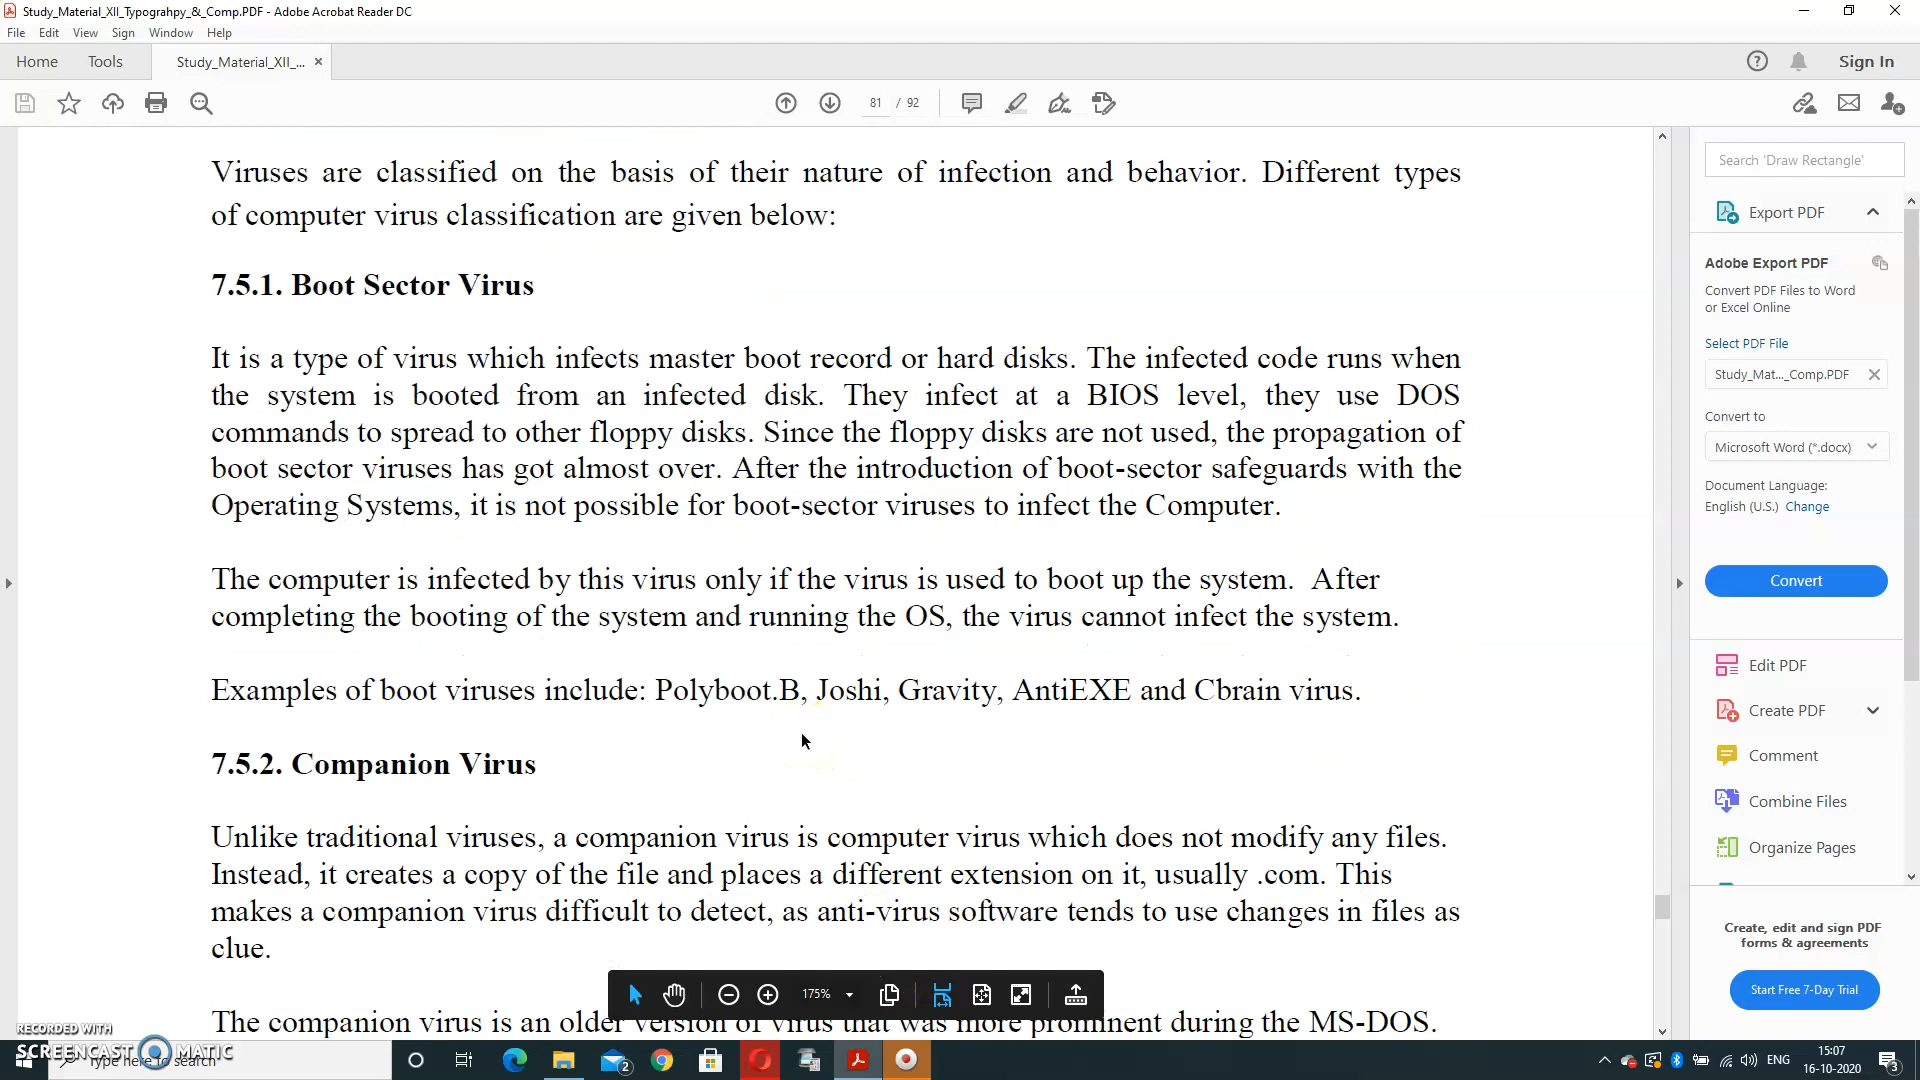 Study_Material_XII_Typograhpy_&_Comp.PDF - Adobe Acrobat Reader DC
File Edit View Sign Window Help
Home Tools Study_Material_XII_... × Sign In
81 / 92
Viruses are classified on the basis of their nature of infection and behavior. Different types
of computer virus classification are given below:
7.5.1. Boot Sector Virus
It is a type of virus which infects master boot record or hard disks. The infected code runs when
the system is booted from an infected disk. They infect at a BIOS level, they use DOS
commands to spread to other floppy disks. Since the floppy disks are not used, the propagation of
boot sector viruses has got almost over. After the introduction of boot-sector safeguards with the
Operating Systems, it is not possible for boot-sector viruses to infect the Computer.
The computer is infected by this virus only if the virus is used to boot up the system. After
completing the booting of the system and running the OS, the virus cannot infect the system.
Examples of boot viruses include: Polyboot.B, Joshi, Gravity, AntiEXE and Cbrain virus.
7.5.2. Companion Virus
Unlike traditional viruses, a companion virus is computer virus which does not modify any files.
Instead, it creates a copy of the file and places a different extension on it, usually .com. This
makes a companion virus difficult to detect, as anti-virus software tends to use changes in files as
clue.
The companion virus is an older version of virus that was more prominent during the MS-DOS.
175%
Search 'Draw Rectangle'
Export PDF
Adobe Export PDF
Convert PDF Files to Word
or Excel Online
Select PDF File
Study_Mat..._Comp.PDF
Convert to
Microsoft Word (*.docx)
Document Language:
English (U.S.) Change
Convert
Edit PDF
Create PDF
Comment
Combine Files
Organize Pages
Create, edit and sign PDF
forms & agreements
Start Free 7-Day Trial
RECORDED WITH
SCREENCAST MATIC
Type here to search
2
ENG
15:07
16-10-2020
3